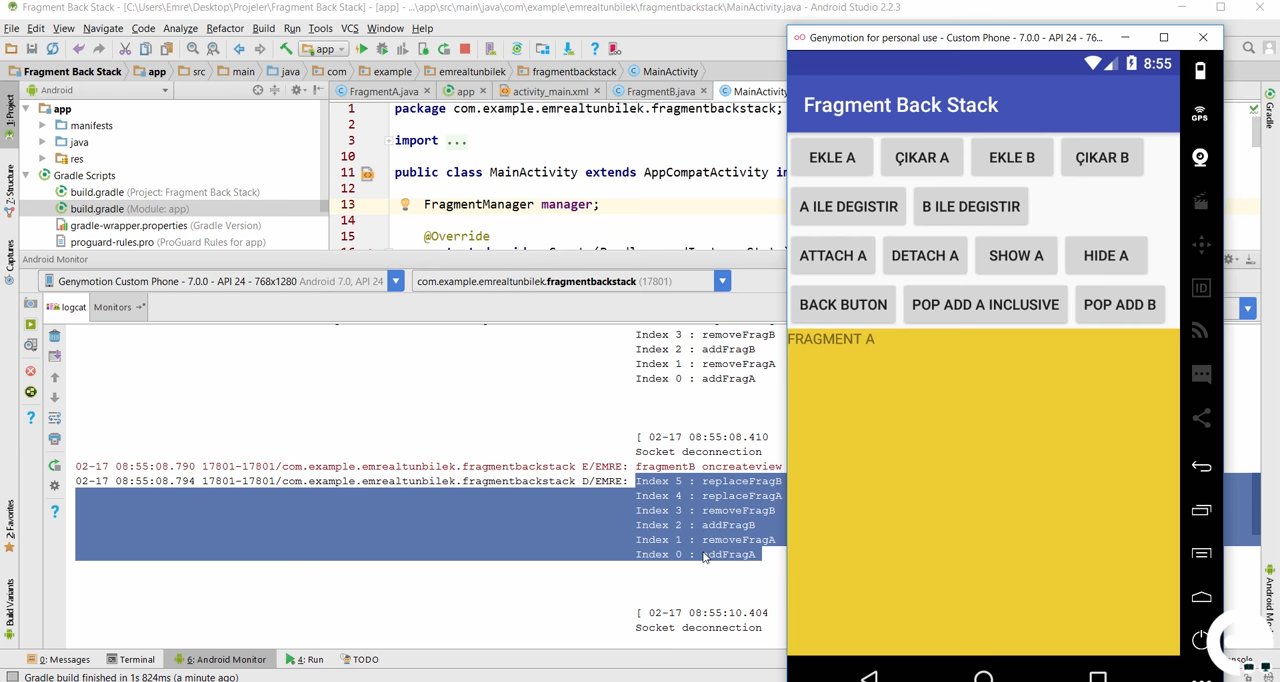 Fragment Back Stack - [C:\Users\Emre\Desktop\Projeler\Fragment Back Stack] - [app] - ...\app\src\main\java\com\example\emrealtunbilek\fragmentbackstack\MainActivity.java - Android Studio 2.2.3
File Edit View Navigate Code Analyze Refactor Build Run Tools VCS Window Help
app
Fragment Back Stack app src main java com example emrealtunbilek fragmentbackstack MainActivity
Android
FragmentA.java app activity_main.xml FragmentB.java MainActivity
1: Project
Z: Structure
Captures
2: Favorites
Build Variants
app
manifests
java
res
Gradle Scripts
build.gradle (Project: Fragment Back Stack)
build.gradle (Module: app)
gradle-wrapper.properties (Gradle Version)
proguard-rules.pro (ProGuard Rules for app)
1 package com.example.emrealtunbilek.fragmentbackstack;
2
3 import ...
10
11 public class MainActivity extends AppCompatActivity im
12
13 FragmentManager manager;
14
15 @Override
Android Monitor
Genymotion Custom Phone - 7.0.0 - API 24 - 768x1280 Android 7.0, API 24
com.example.emrealtunbilek.fragmentbackstack (17801)
logcat Monitors
Index 3 : removeFragB
Index 2 : addFragB
Index 1 : removeFragA
Index 0 : addFragA
[ 02-17 08:55:08.410
Socket deconnection
02-17 08:55:08.790 17801-17801/com.example.emrealtunbilek.fragmentbackstack E/EMRE: fragmentB oncreateview
02-17 08:55:08.794 17801-17801/com.example.emrealtunbilek.fragmentbackstack D/EMRE: Index 5 : replaceFragB
Index 4 : replaceFragA
Index 3 : removeFragB
Index 2 : addFragB
Index 1 : removeFragA
Index 0 : addFragA
[ 02-17 08:55:10.404
Socket deconnection
0: Messages Terminal 6: Android Monitor 4: Run TODO
Gradle build finished in 1s 824ms (a minute ago)
Genymotion for personal use - Custom Phone - 7.0.0 - API 24 - 76...
8:55
Fragment Back Stack
EKLE A ÇIKAR A EKLE B ÇIKAR B
A ILE DEGISTIR B ILE DEGISTIR
ATTACH A DETACH A SHOW A HIDE A
BACK BUTON POP ADD A INCLUSIVE POP ADD B
FRAGMENT A
GPS
ID
Gradle